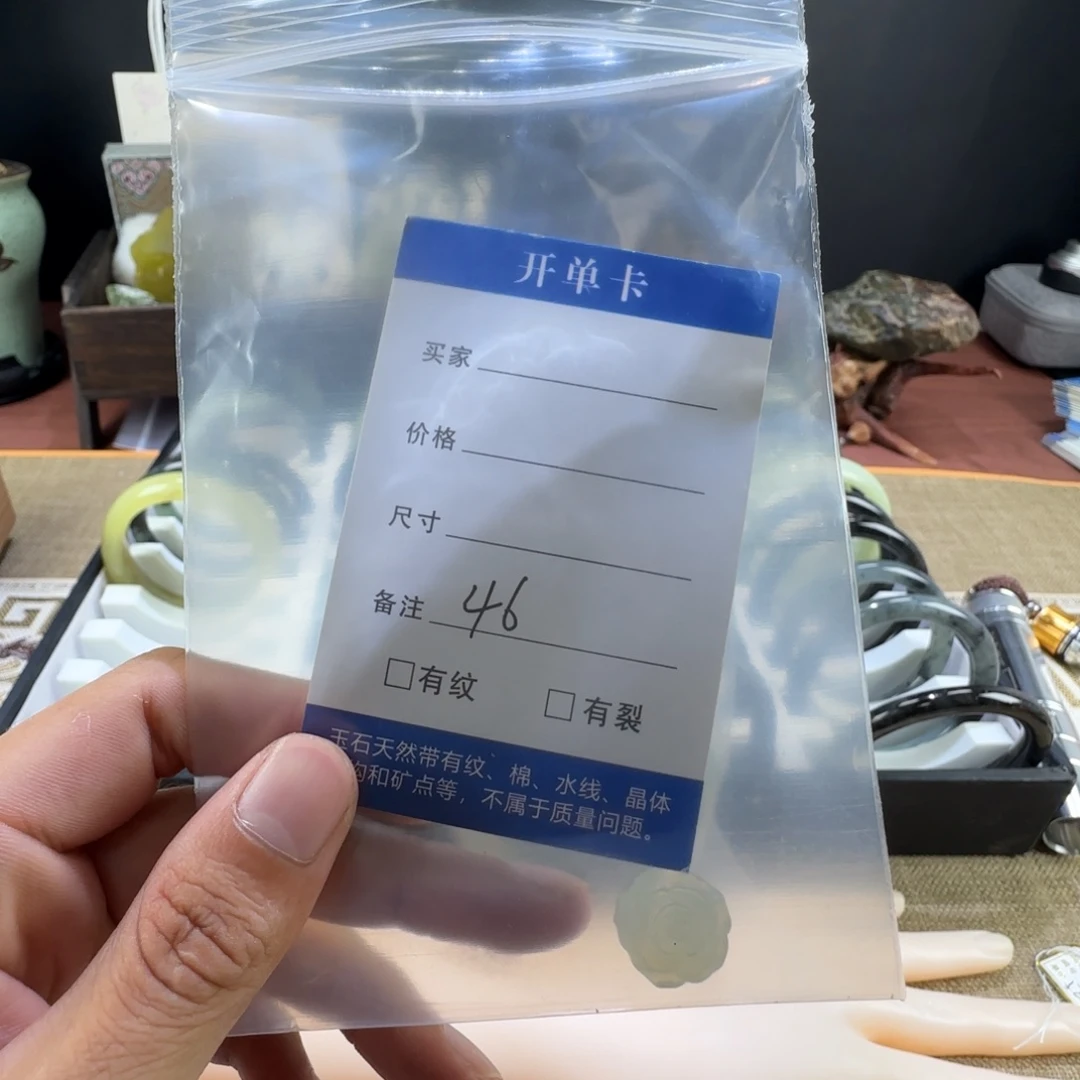 开单卡
买家
价格
尺寸
备注 46
有纹 有裂
玉石天然带有纹、棉、水线、晶体
和矿点等，不属于质量问题。